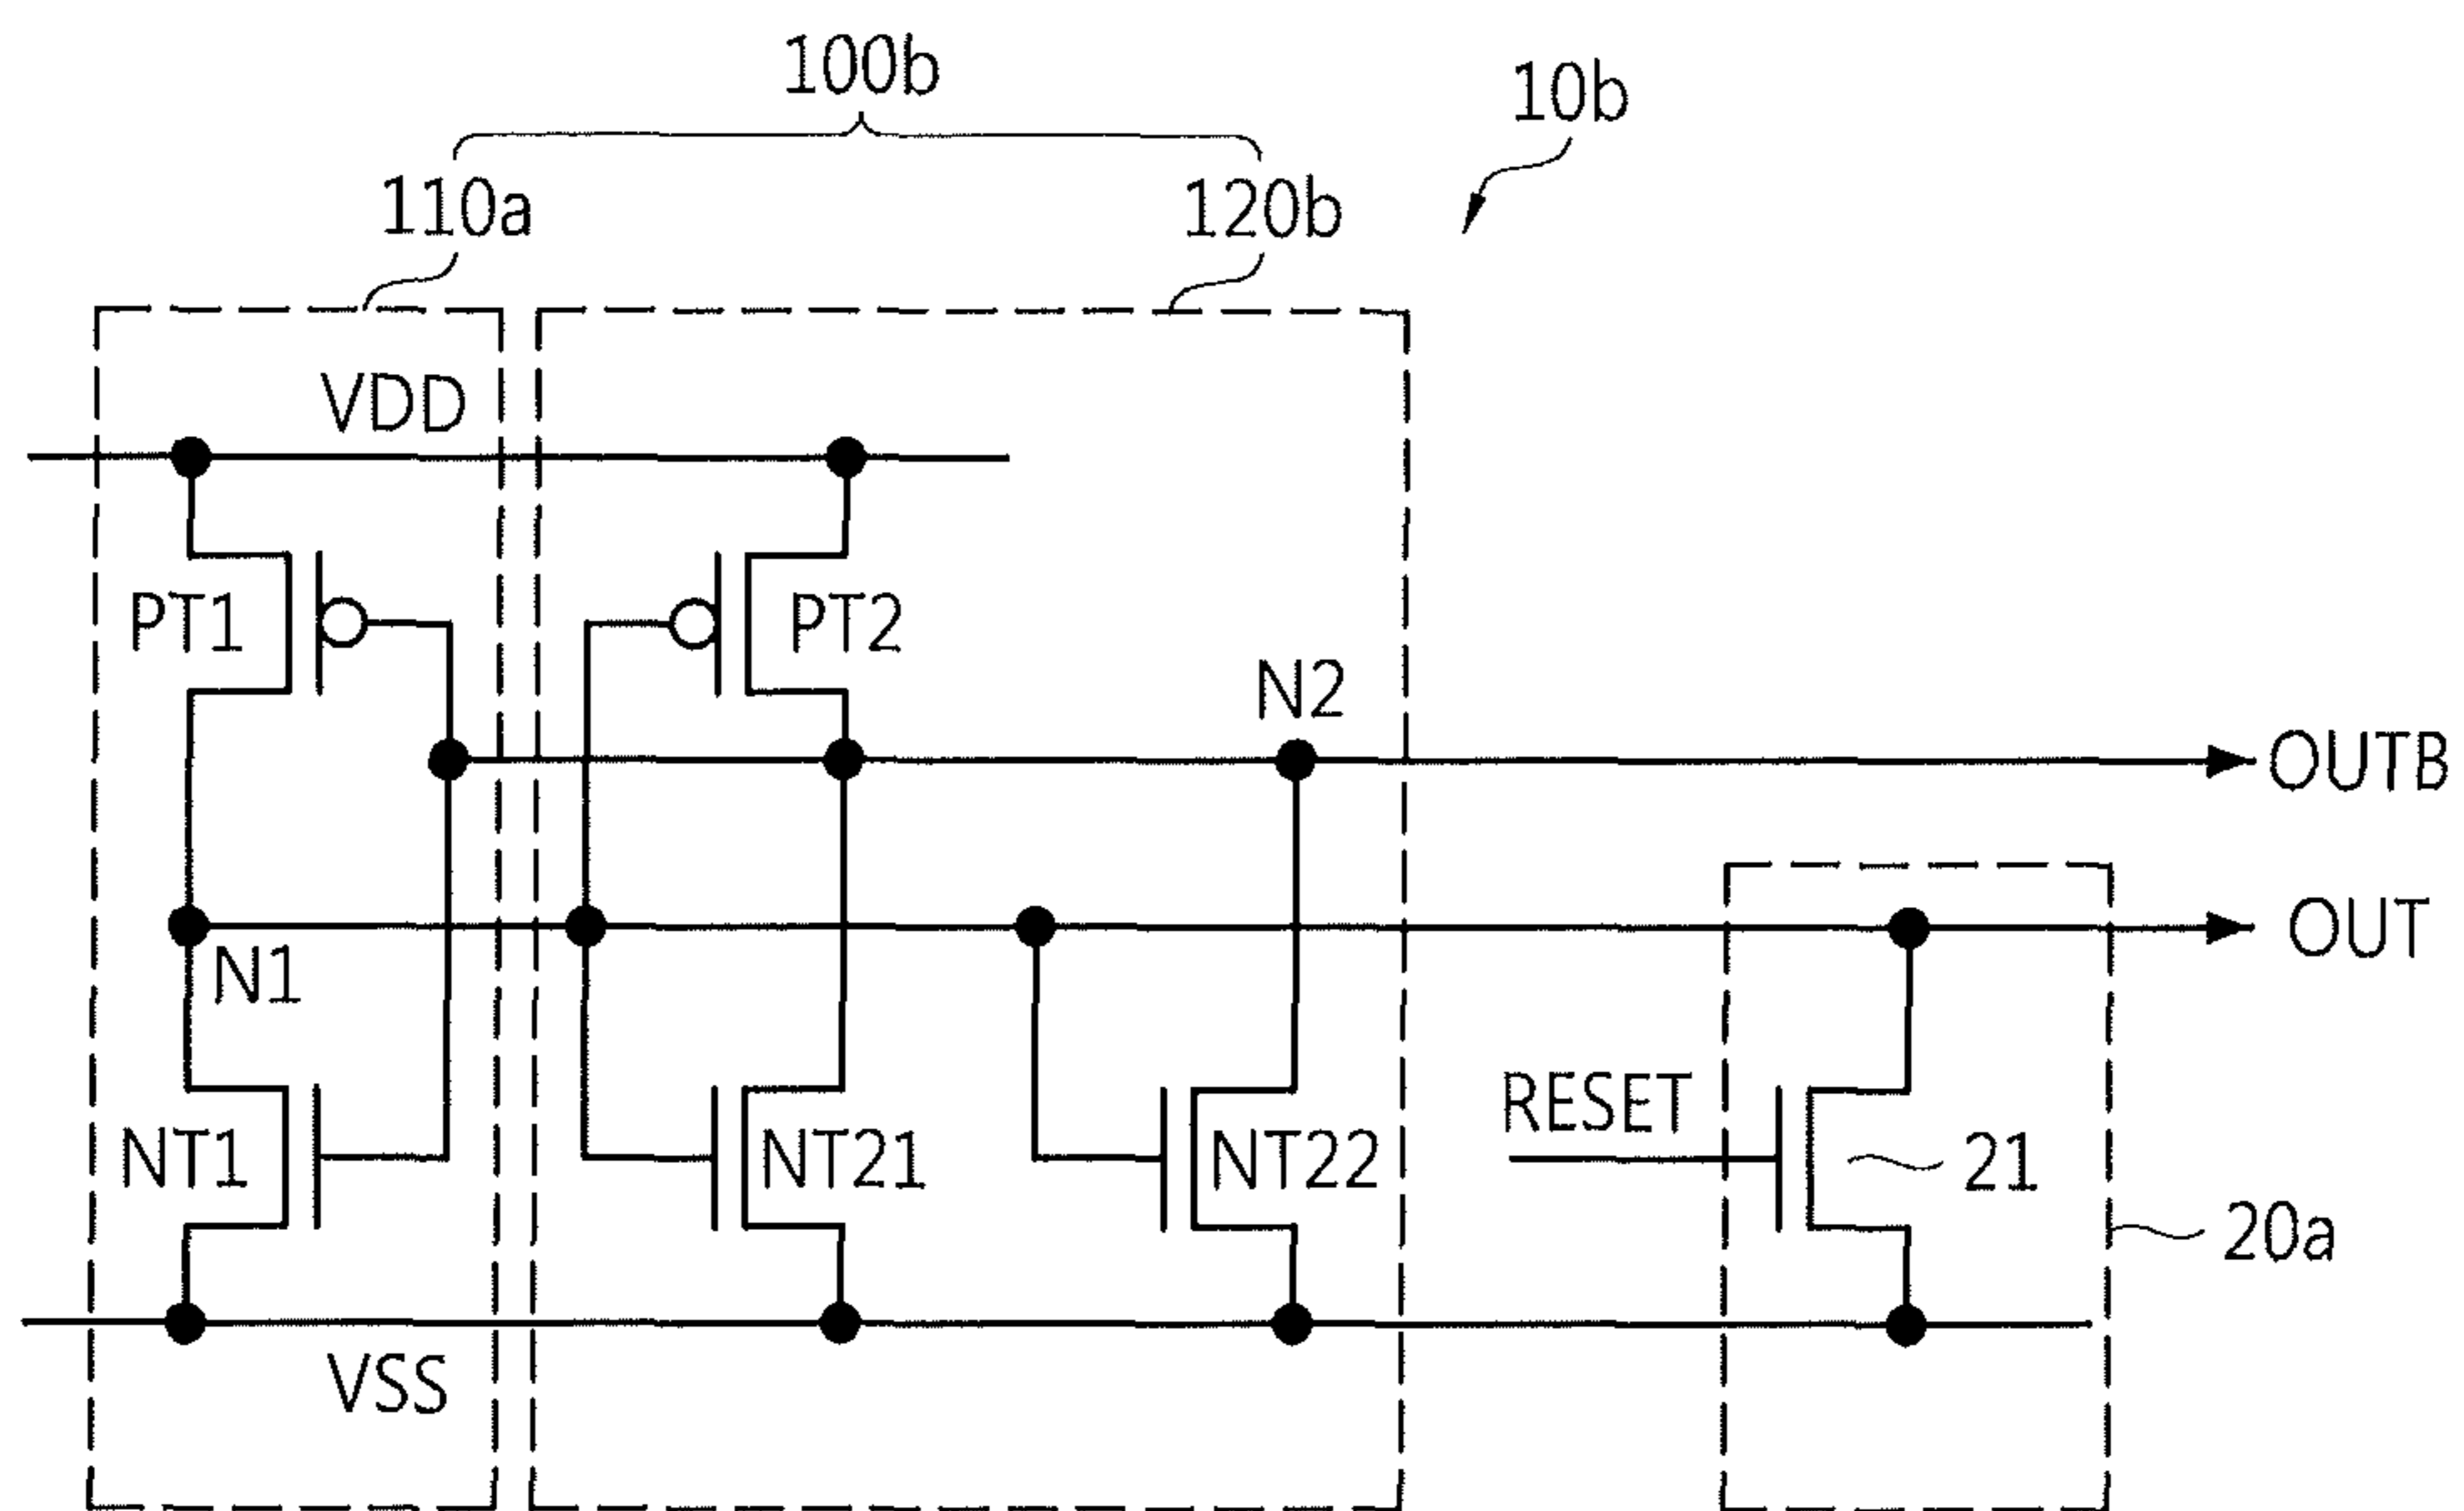 100b
10b
110a
120b
VDD
PT1
PT2
N2
OUTB
OUT
N1
RESET
NT1
NT21
NT22
21
20a
VSS